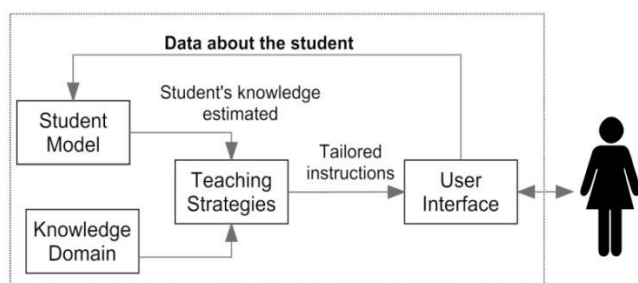 Data about the student
Student's knowledge
estimated
Student
Model
Tailored
instructions
Teaching
Strategies
User
Interface
Knowledge
Domain